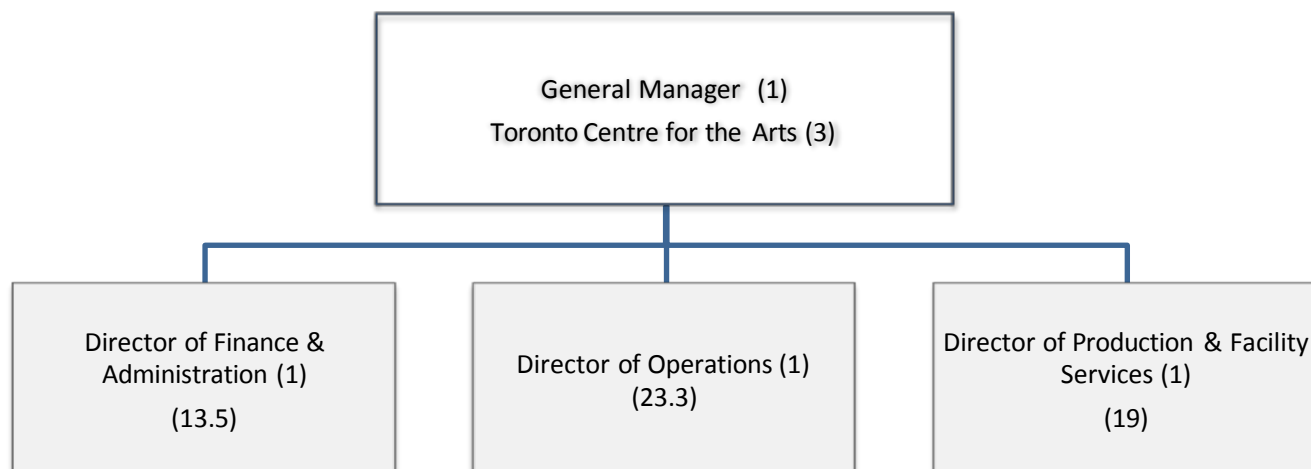 General Manager (1)
Toronto Centre for the Arts (3)
Director of Finance &
Administration (1)
(13.5)
Director of Operations (1)
(23.3)
Director of Production & Facility
Services (1)
(19)